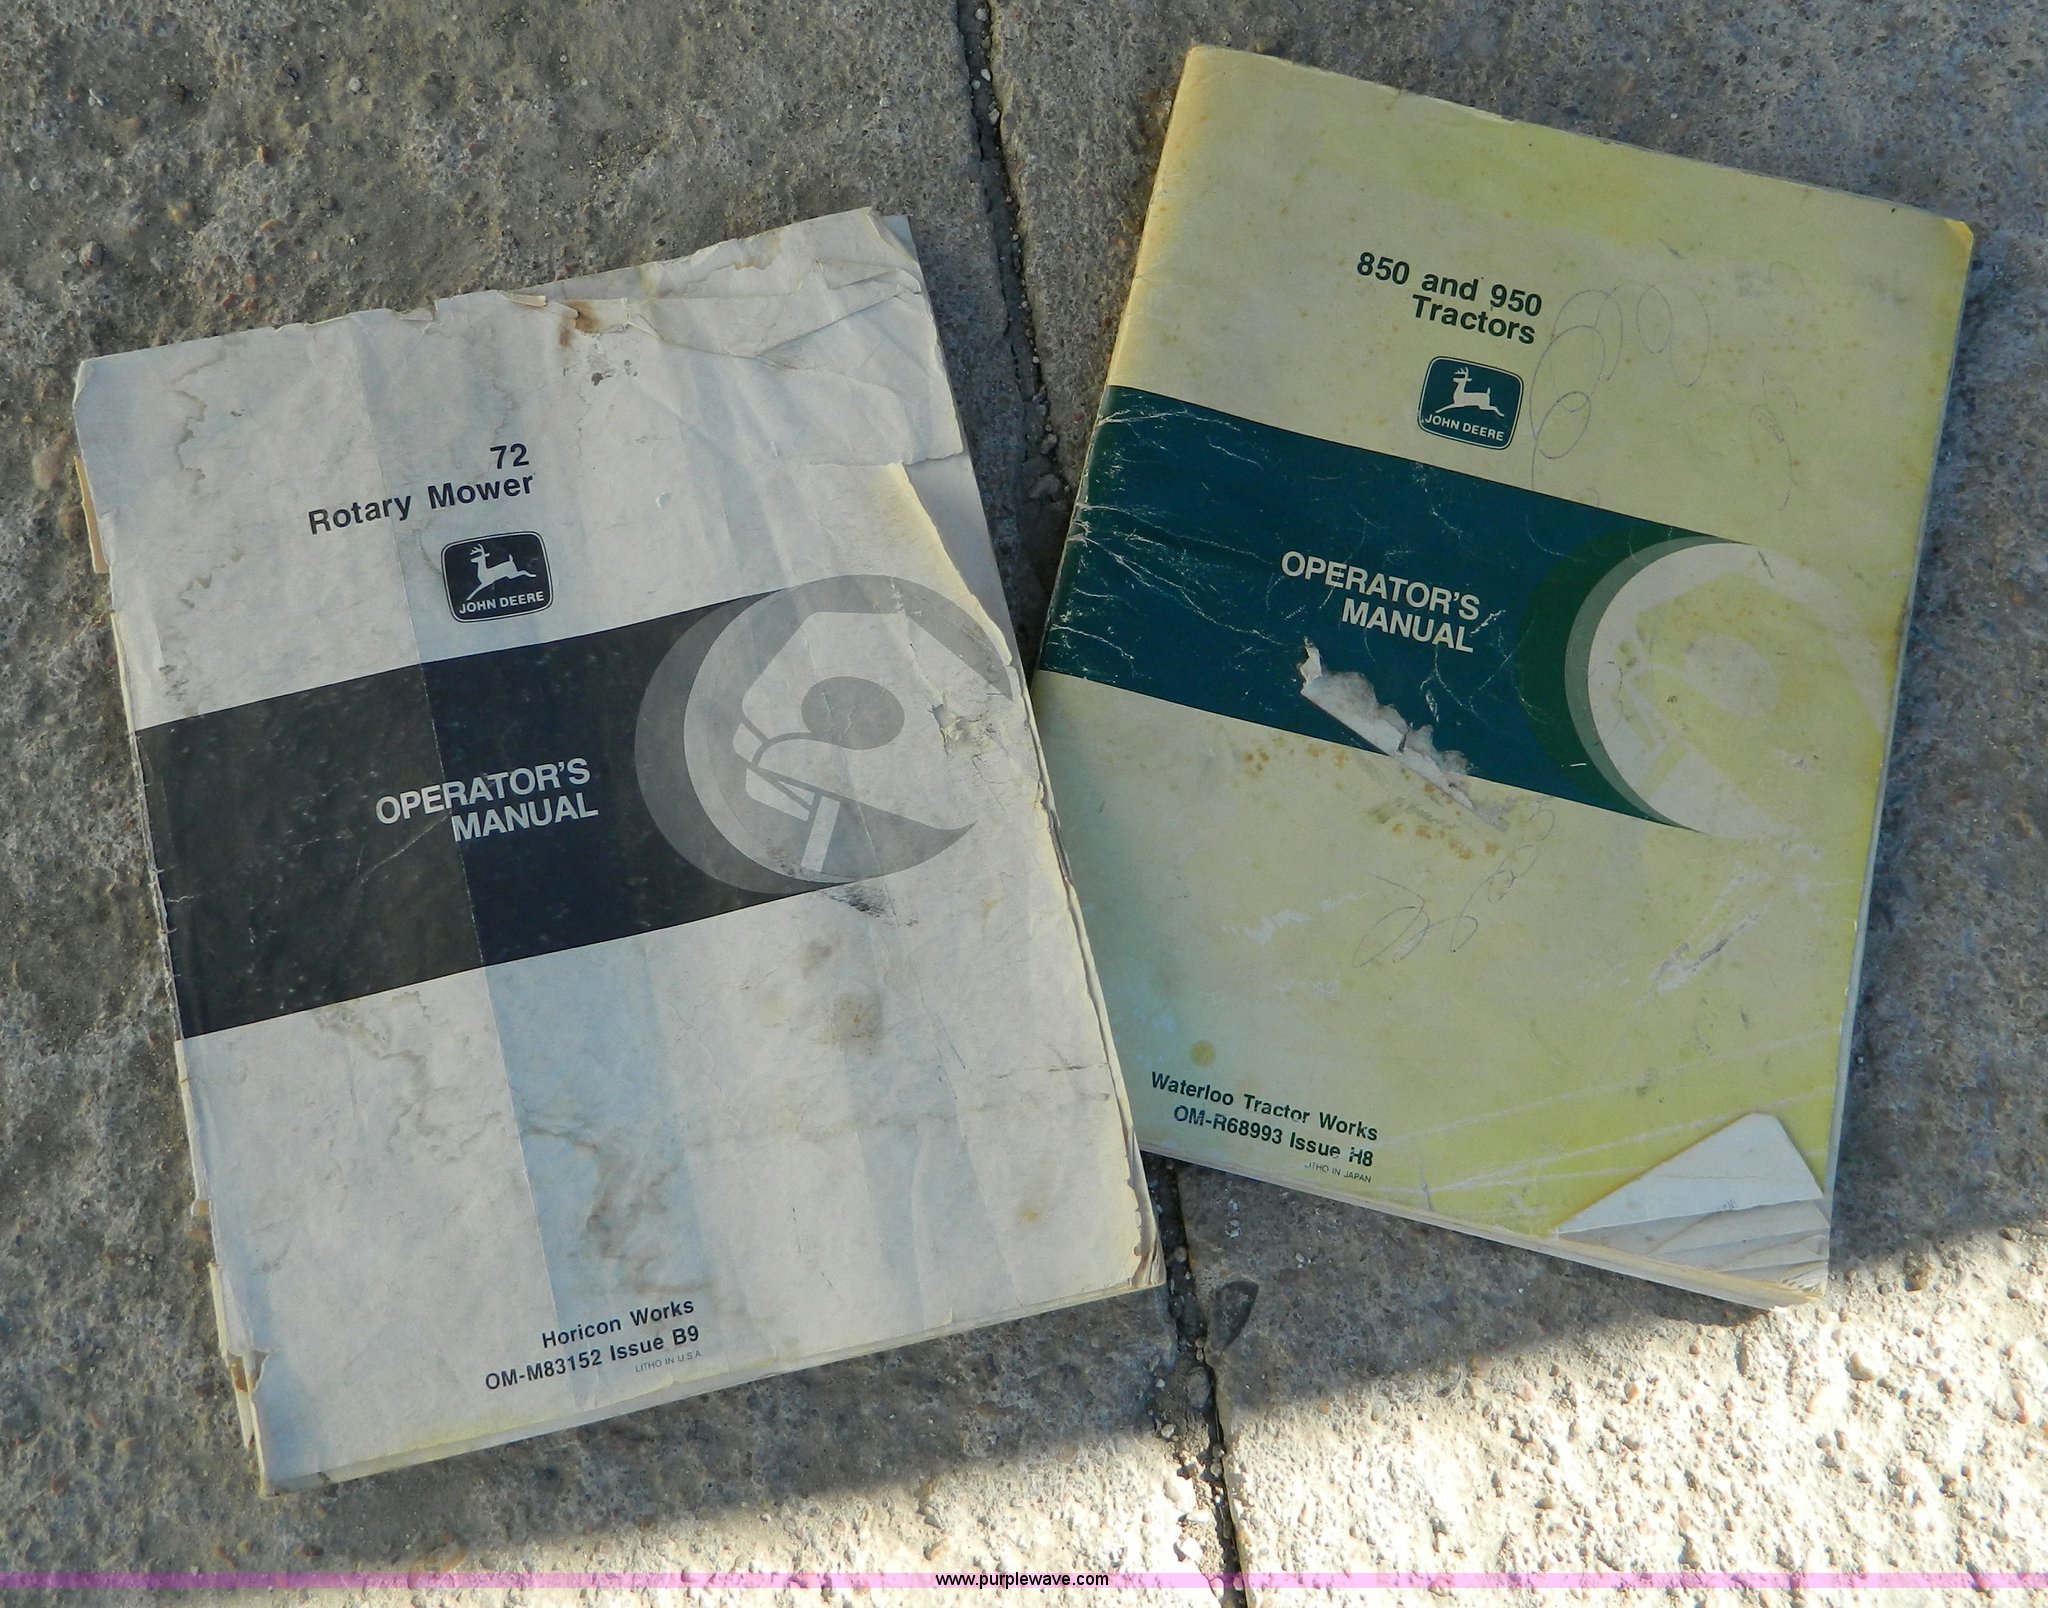 72
Rotary Mower
JOHN DEERE
OPERATOR'S
MANUAL
Horicon Works
OM-M83152 Issue B9
LITHO IN U.S.A
850 and 950
Tractors
JOHN DEERE
OPERATOR'S
MANUAL
Waterloo Tractor Works
OM-R68993 Issue H8
LITHO IN JAPAN
www.purplewave.com